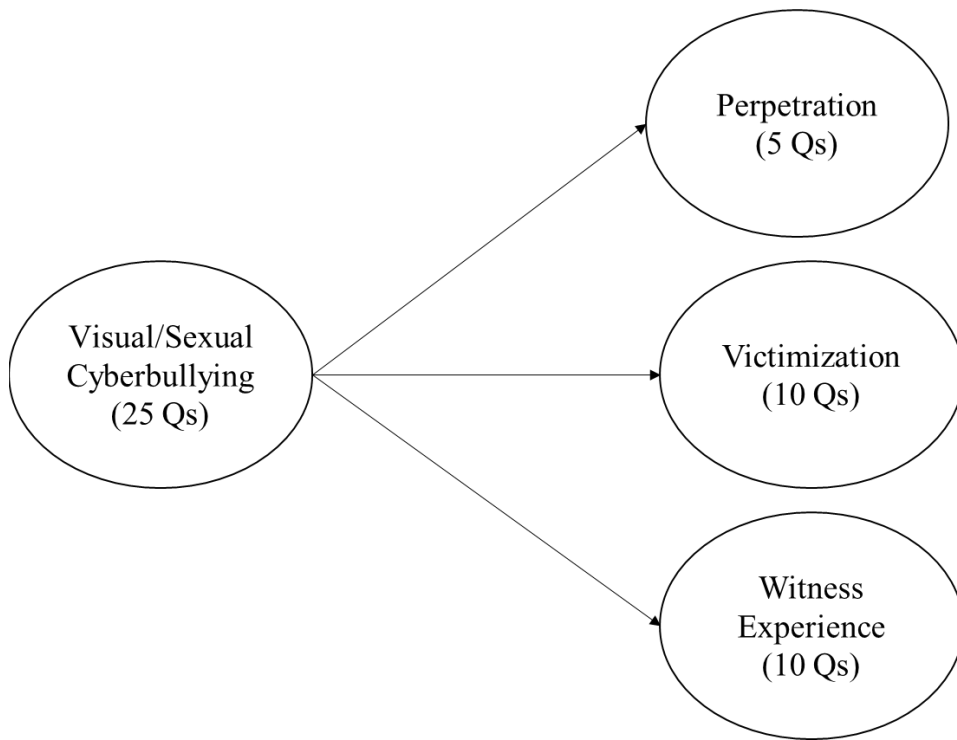 Perpetration
(5 Qs)
Visual/Sexual
Cyberbullying
(25 Qs)
Victimization
(10 Qs)
Witness
Experience
(10 Qs)